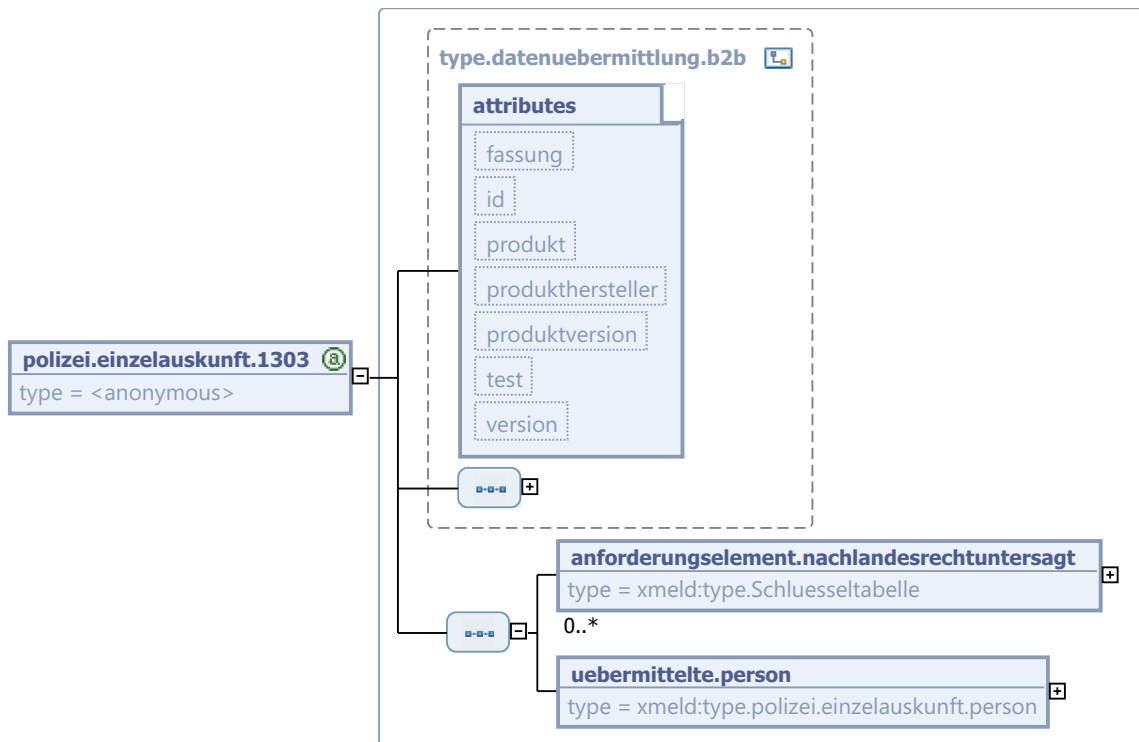 type.datenuebermittlung.b2b
attributes
fassung
id
produkt
produkthersteller
produktversion
test
version
polizei.einzelauskunft.1303 @
type = <anonymous>
anforderungselement.nachlandesrechtuntersagt
type = xmeld:type.Schluesseltabelle
0..*
uebermittelte.person
type = xmeld:type.polizei.einzelauskunft.person